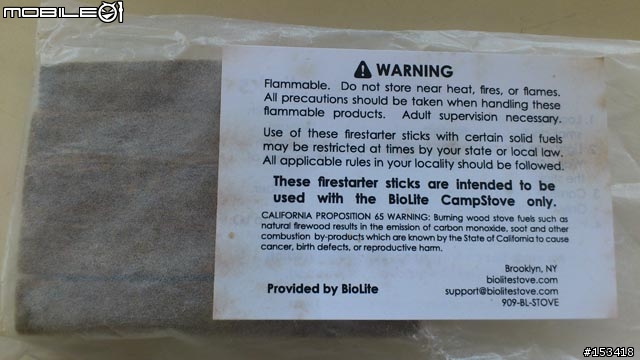 MOBILE01
WARNING
Flammable. Do not store near heat, fires, or flames.
All precautions should be taken when handling these
flammable products. Adult supervision necessary.
Use of these firestarter sticks with certain solid fuels
may be restricted at times by your state or local law.
All applicable rules in your locality should be followed.
These firestarter sticks are intended to be
used with the BioLite CampStove only.
CALIFORNIA PROPOSITION 65 WARNING: Burning wood stove fuels such as
natural firewood results in the emission of carbon monoxide, soot and other
combustion by-products which are known by the State of California to cause
cancer, birth defects, or reproductive harm.
Provided by BioLite
Brooklyn, NY
biolitestove.com
support@biolitestove.com
909-BL-STOVE
#153418